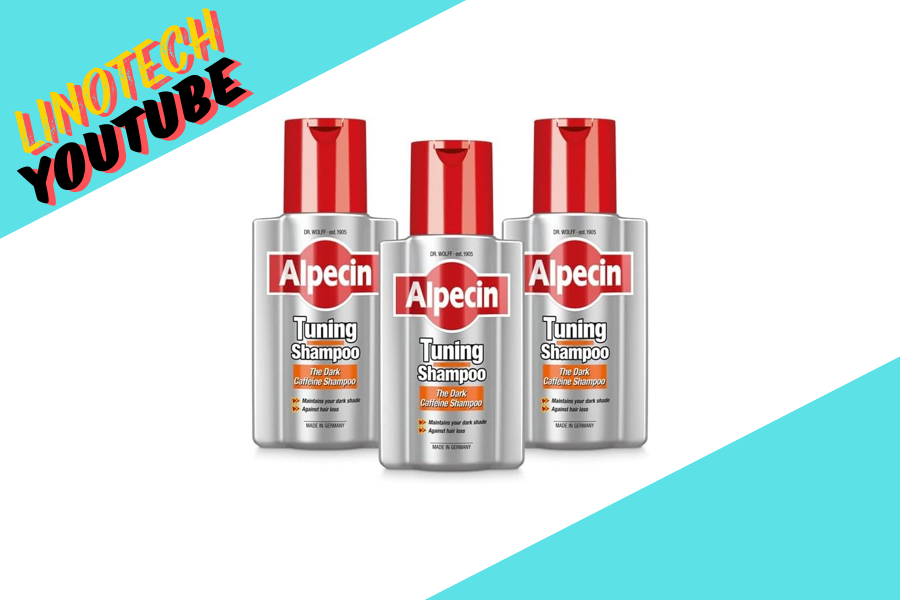 LINOTECH
YOUTUBE
DR. WOLFF · est. 1905
Alpecin
Tuning
Shampoo
The Dark
Caffeine Shampoo
Maintains your dark shade
Against hair loss
MADE IN GERMANY
DR. WOLFF · est. 1905
Alpecin
Tuning
Shampoo
The Dark
Caffeine Shampoo
Maintains your dark shade
Against hair loss
MADE IN GERMANY
DR. WOLFF · est. 1905
Alpecin
Tuning
Shampoo
The Dark
Caffeine Shampoo
Maintains your dark shade
Against hair loss
MADE IN GERMANY